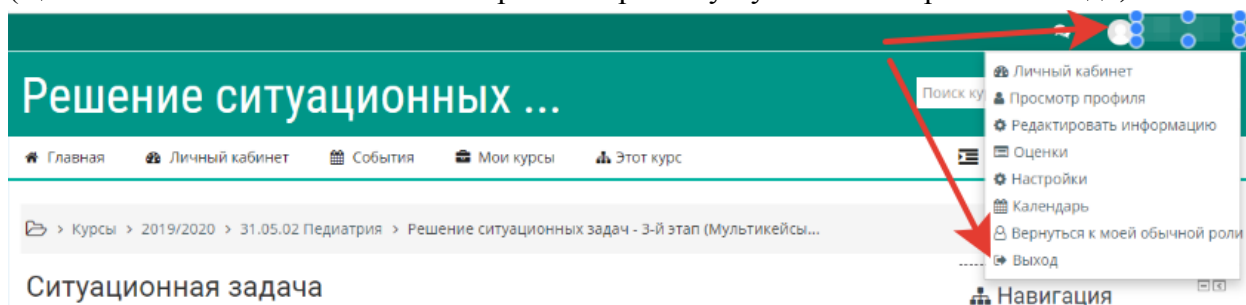 Решение ситуационных ...
Поиск ку
Личный кабинет
Просмотр профиля
Редактировать информацию
Оценки
Настройки
Календарь
Вернуться к моей обычной роли
Выход
Главная Личный кабинет События Мои курсы Этот курс
> Курсы > 2019/2020 > 31.05.02 Педиатрия > Решение ситуационных задач - 3-й этап (Мультикейсы...
Ситуационная задача
Навигация